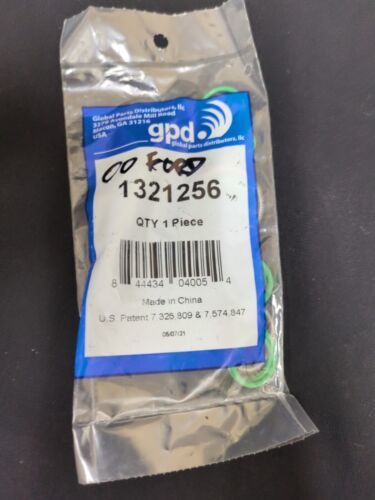 Global Parts Distributors, llc
3279 Avondale Mill Road
Macon, GA 31216
USA
gpd
global parts distributors, llc
00 FORD
1321256
QTY 1 Piece
8 44434 04005 4
Made in China
U.S. Patent 7,325,809 & 7,574,847
05/07/21